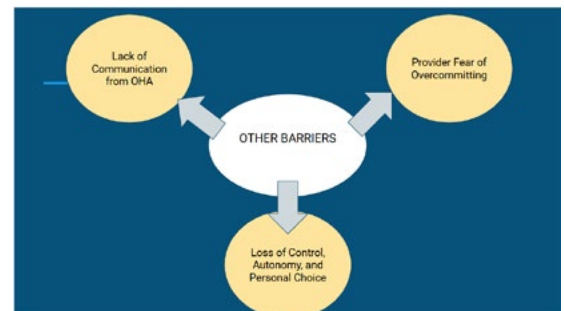 Lack of
Communication
from OHA
Provider Fear of
Overcommitting
OTHER BARRIERS
Loss of Control,
Autonomy, and
Personal Choice